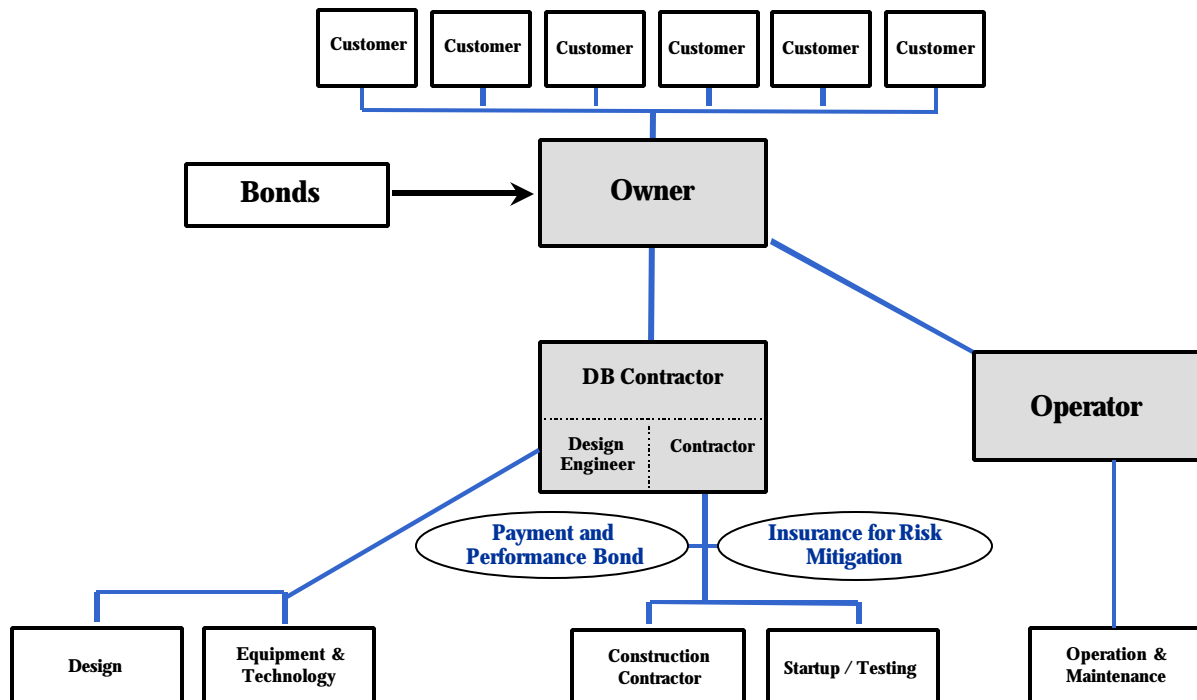 Customer
Customer
Customer
Customer
Customer
Customer
Bonds
Owner
DB Contractor
Design
Engineer
Contractor
Operator
Payment and
Performance Bond
Insurance for Risk
Mitigation
Design
Equipment &
Technology
Construction
Contractor
Startup / Testing
Operation &
Maintenance